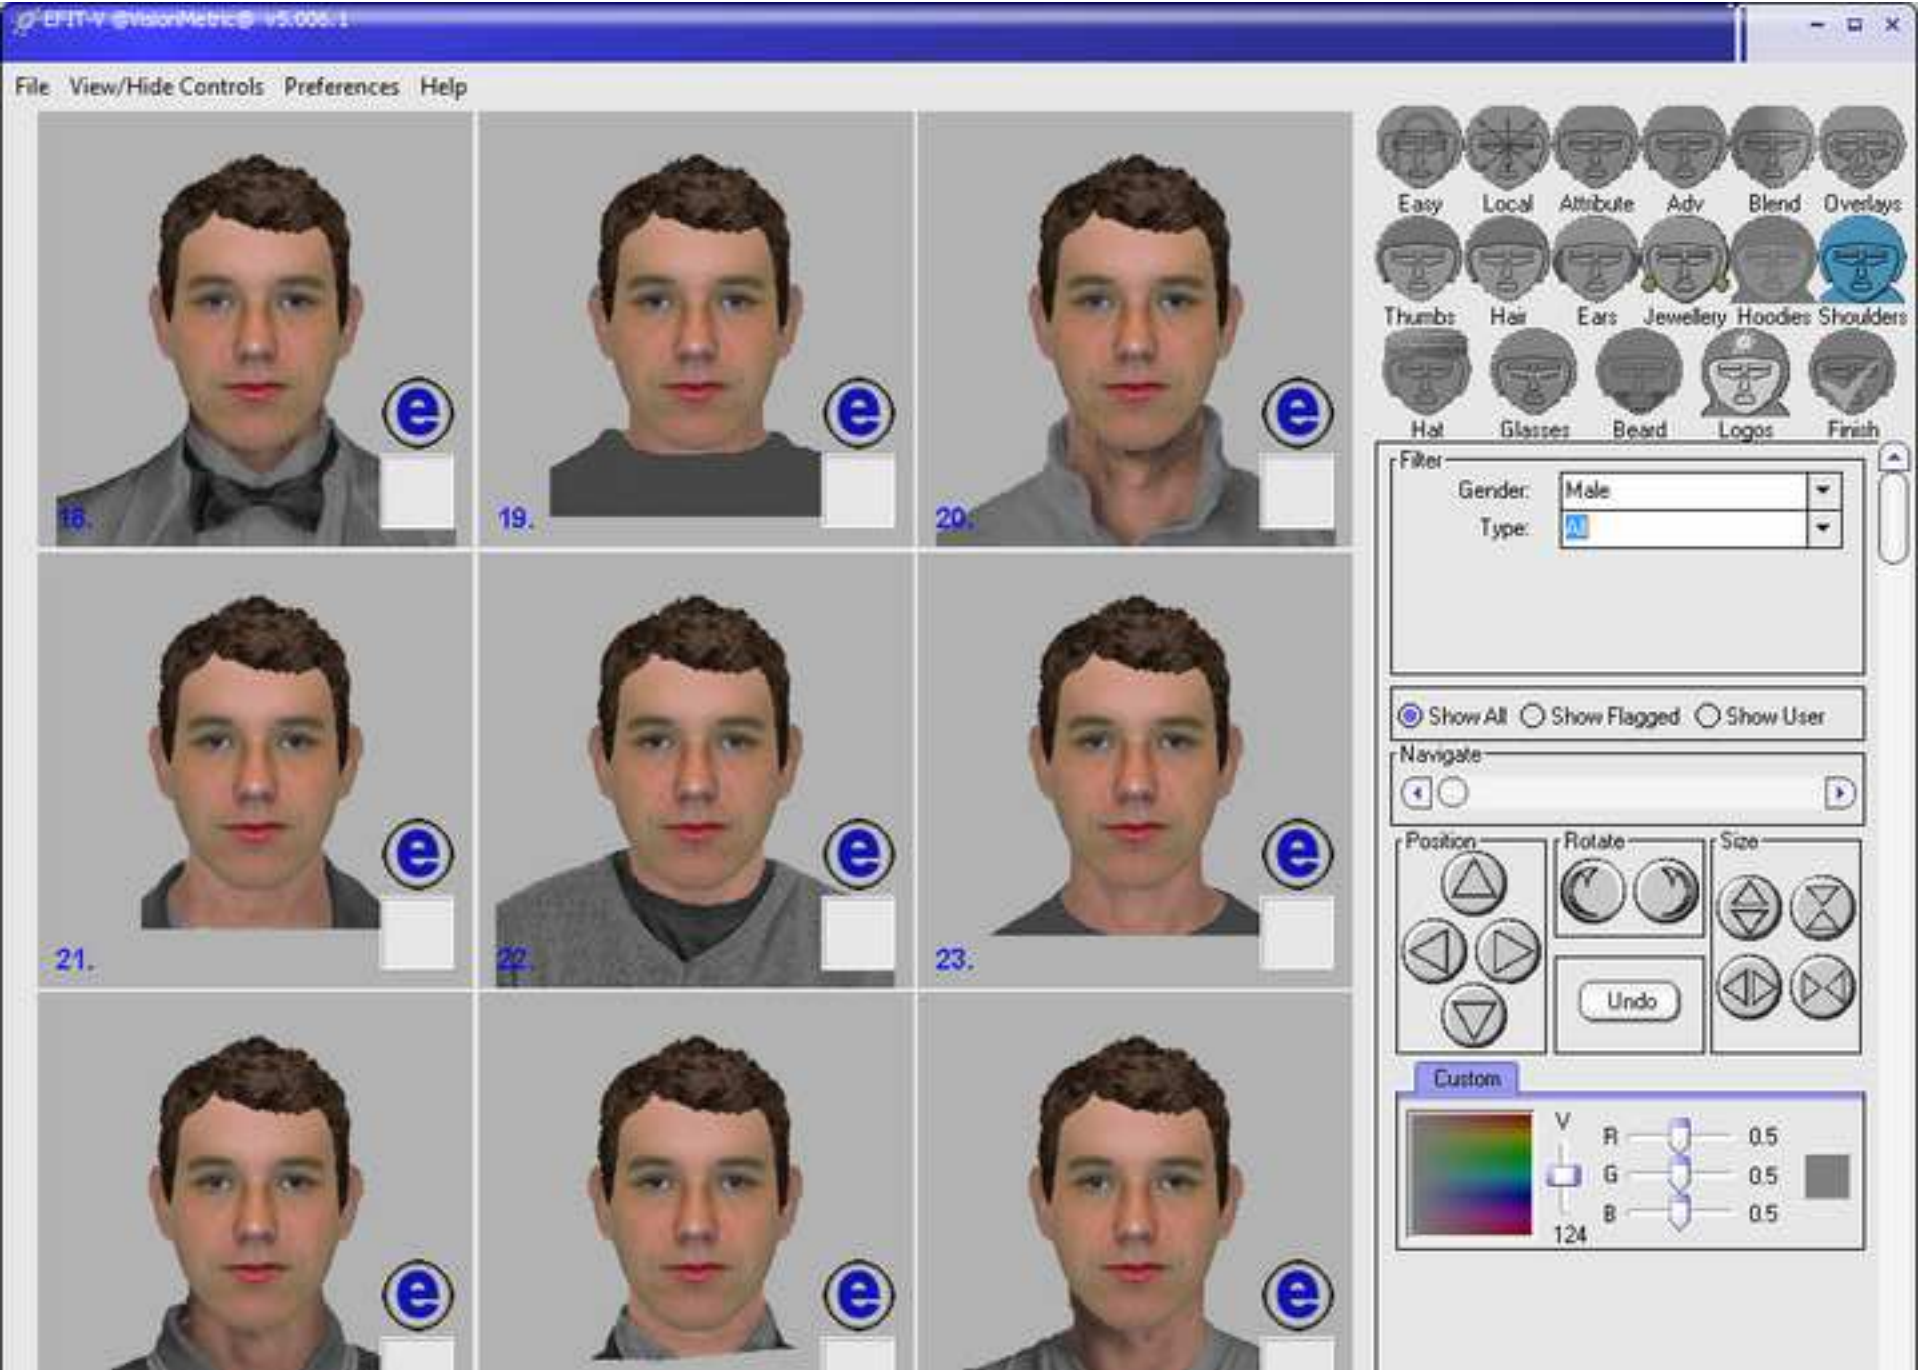 EFIT-V @VisionMetric@ v5.006.1
File View/Hide Controls Preferences Help
Easy Local Attribute Adv Blend Overlays
Thumbs Hair Ears Jewellery Hoodies Shoulders
Hat Glasses Beard Logos Finish
Filter
Gender: Male
Type: All
Show All Show Flagged Show User
Navigate
Position Rotate Size
Undo
Custom
V
R 0.5
G 0.5
B 0.5
124
e e e
18. 19. 20.
e e e
21. 22. 23.
e e e